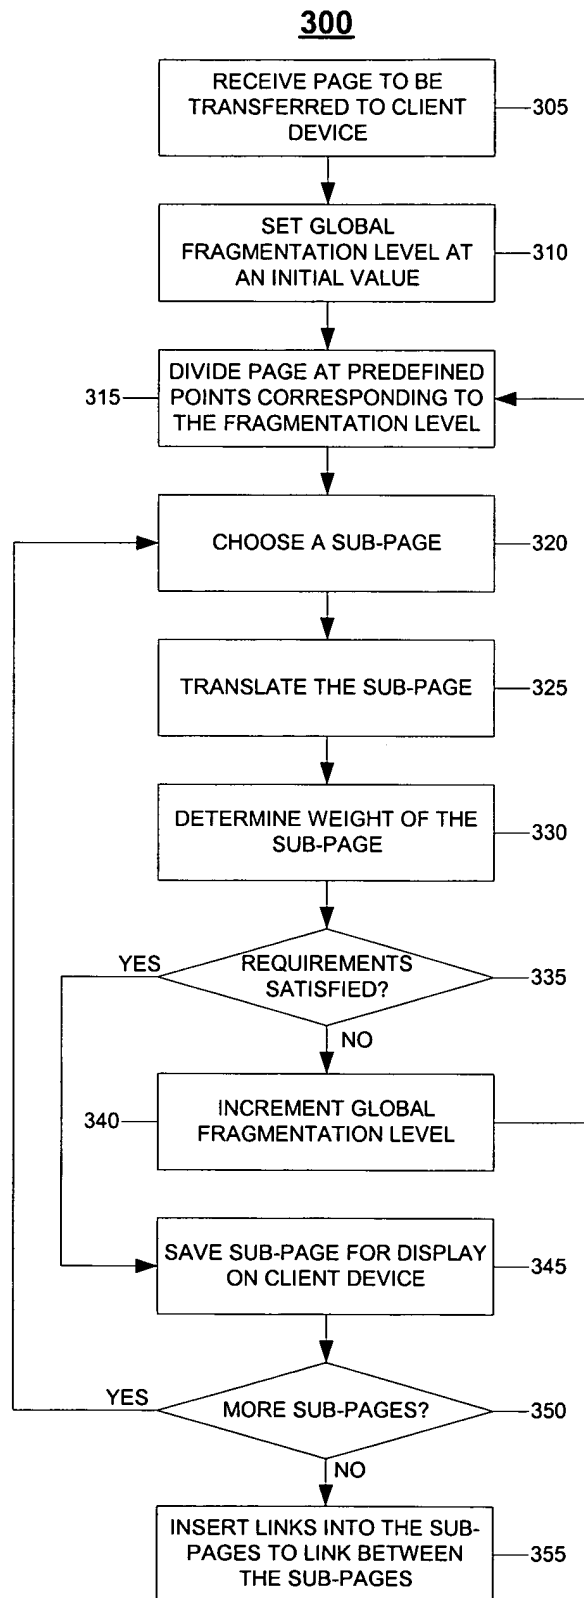 300
RECEIVE PAGE TO BE
TRANSFERRED TO CLIENT
DEVICE
305
SET GLOBAL
FRAGMENTATION LEVEL AT
AN INITIAL VALUE
310
DIVIDE PAGE AT PREDEFINED
POINTS CORRESPONDING TO
THE FRAGMENTATION LEVEL
315
CHOOSE A SUB-PAGE
320
TRANSLATE THE SUB-PAGE
325
DETERMINE WEIGHT OF THE
SUB-PAGE
330
YES
REQUIREMENTS
SATISFIED?
335
NO
INCREMENT GLOBAL
FRAGMENTATION LEVEL
340
SAVE SUB-PAGE FOR DISPLAY
ON CLIENT DEVICE
345
YES
MORE SUB-PAGES?
350
NO
INSERT LINKS INTO THE SUB-
PAGES TO LINK BETWEEN
THE SUB-PAGES
355